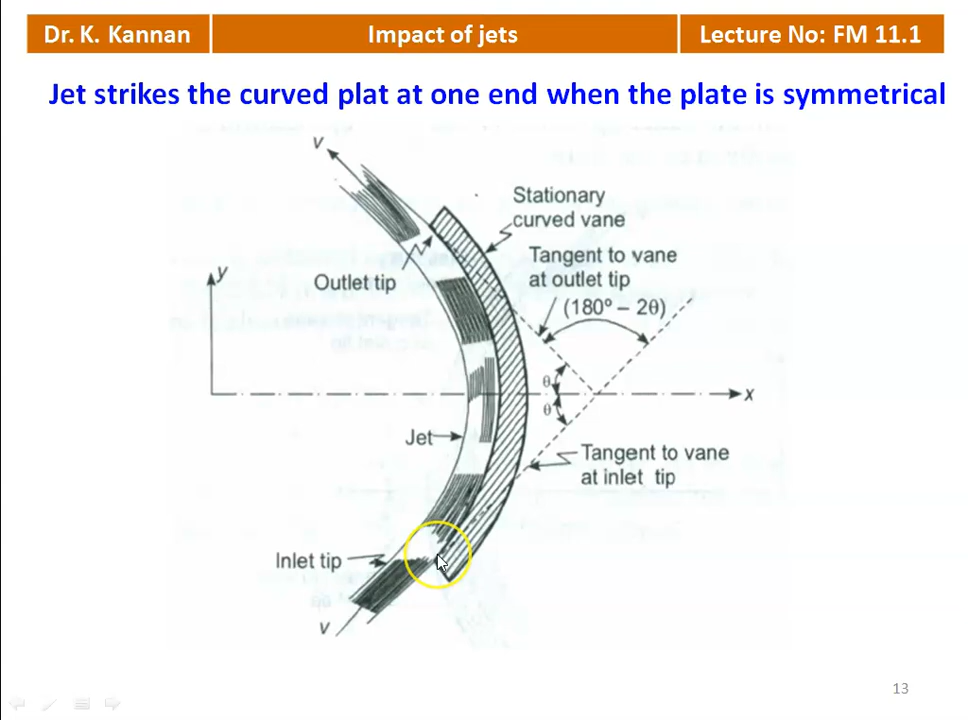 Dr. K. Kannan
Impact of jets
Lecture No: FM 11.1
Jet strikes the curved plat at one end when the plate is symmetrical
V
Stationary
curved vane
Tangent to vane
at outlet tip
(180° – 2θ)
y
Outlet tip
θ
θ
x
Jet
Tangent to vane
at inlet tip
Inlet tip
V
13